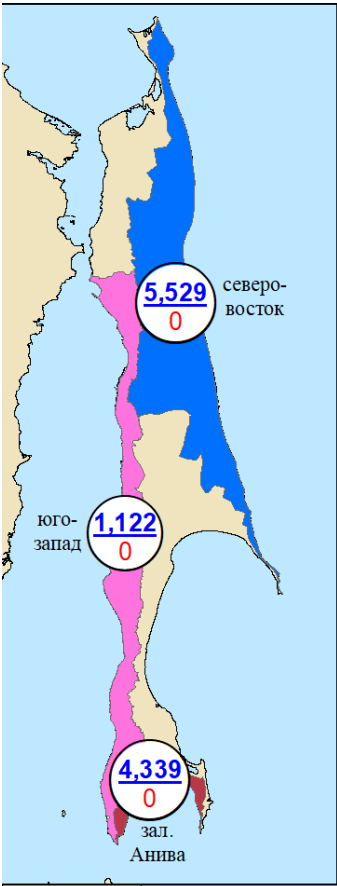 5,529
0
северо-
восток
юго-
запад
1,122
0
4,339
0
зал.
Анива